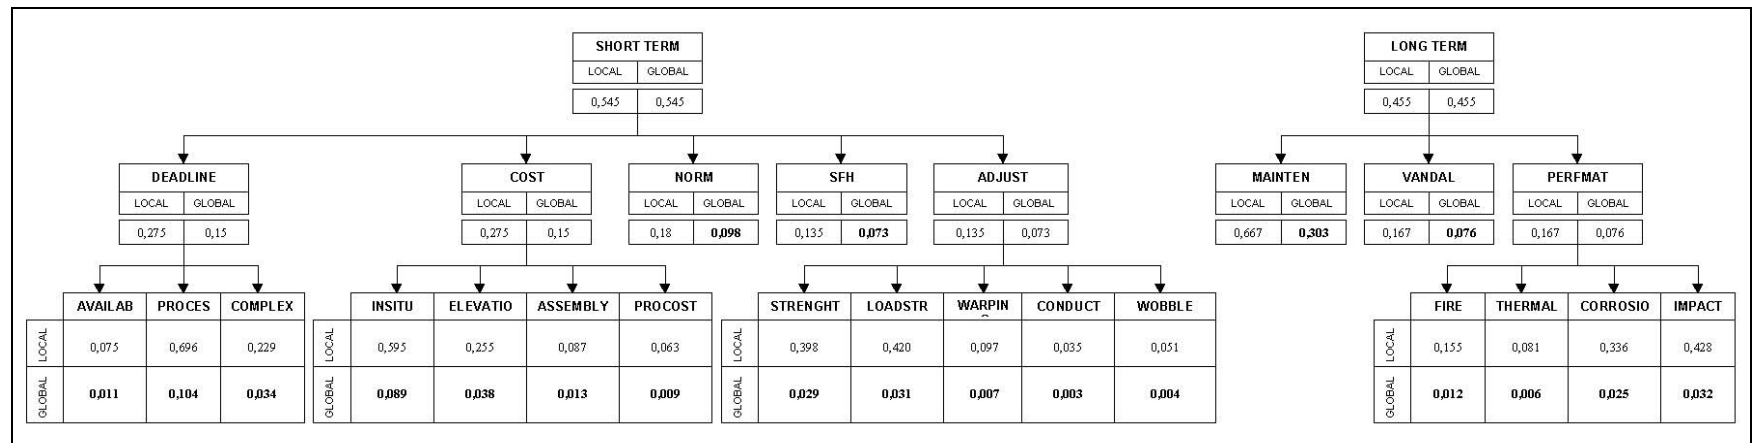 SHORT TERM LONG TERM
LOCAL GLOBAL LOCAL GLOBAL
0,545 0,545 0,455 0,455
DEADLINE COST NORM SFH ADJUST MAINTEN VANDAL PERFMAT
LOCAL GLOBAL LOCAL GLOBAL LOCAL GLOBAL LOCAL GLOBAL LOCAL GLOBAL LOCAL GLOBAL LOCAL GLOBAL LOCAL GLOBAL
0,275 0,15 0,275 0,15 0,18 0,098 0,135 0,073 0,135 0,073 0,667 0,303 0,167 0,076 0,167 0,076
AVAILAB PROCES COMPLEX INSITU ELEVATIO ASSEMBLY PROCOST STRENGHT LOADSTR WARPIN CONDUCT WOBBLE FIRE THERMAL CORROSIO IMPACT
LOCAL 0,075 0,696 0,229 LOCAL 0,595 0,255 0,087 0,063 LOCAL 0,398 0,420 0,097 0,035 0,051 LOCAL 0,155 0,081 0,336 0,428
GLOBAL 0,011 0,104 0,034 GLOBAL 0,089 0,038 0,013 0,009 GLOBAL 0,029 0,031 0,007 0,003 0,004 GLOBAL 0,012 0,006 0,025 0,032